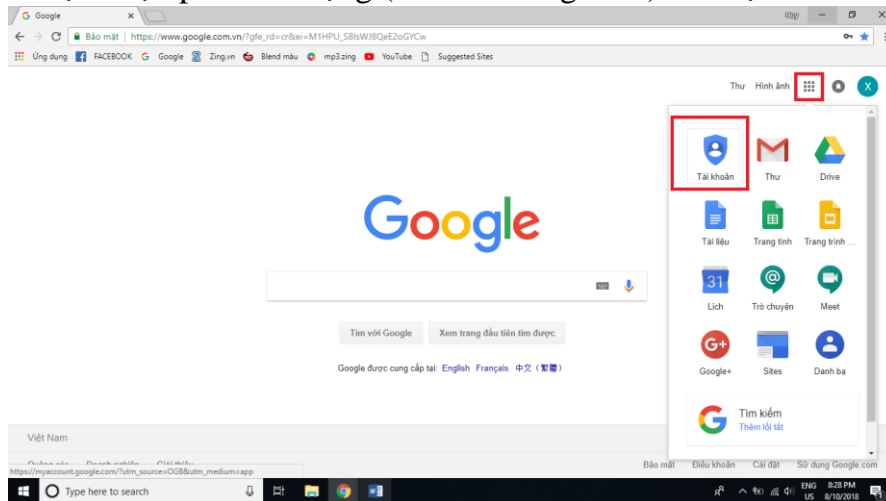 Google
Bảo mật | https://www.google.com.vn/?gfe_rd=cr&ei=M1HPU_SBIsWJ8QeE2oGYCw
Ứng dụng FACEBOOK Google Zing.vn Blend màu mp3.zing YouTube Suggested Sites
Thư Hình ảnh X
Tài khoản Thư Drive
Google
Tài liệu Trang tính Trang trình ...
31
Lịch Trò chuyện Meet
Tìm với Google Xem trang đầu tiên tìm được
G+
Google được cung cấp tại: English Français 中文 (繁體)
Google+ Sites Danh bạ
Tìm kiếm
Thêm lối tắt
Việt Nam
Bảo mật Điều khoản Cài đặt Sử dụng Google.com
https://myaccount.google.com/?utm_source=OGB&utm_medium=app
Type here to search
ENG 8:28 PM
US 8/10/2018